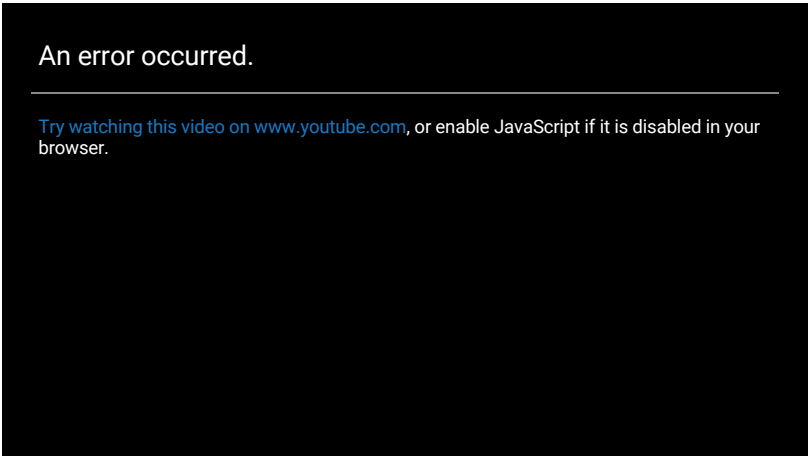 An error occurred.
Try watching this video on www.youtube.com, or enable JavaScript if it is disabled in your
browser.